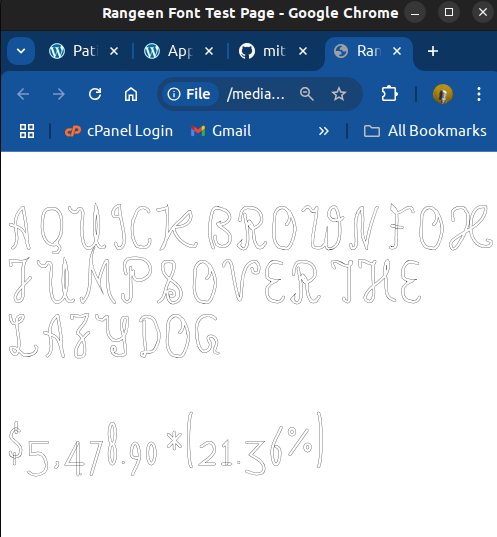 Rangeen Font Test Page - Google Chrome
Pat
App
mit
Ran
File
/media...
cPanel Login
Gmail
»
All Bookmarks
A QUICK BROWN FOX
JUMPS OVER THE
LAZY DOG
$5,478.90*(21.36%)